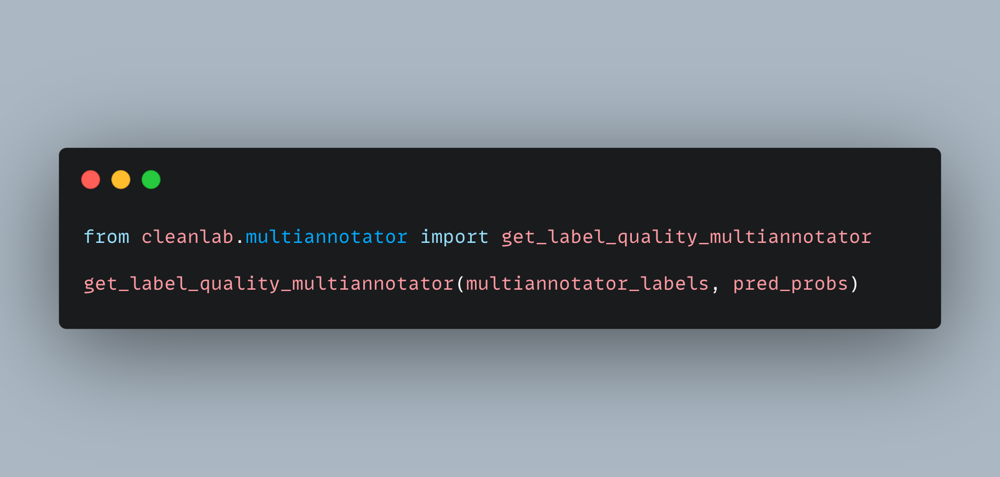 from cleanlab.multiannotator import get_label_quality_multiannotator
get_label_quality_multiannotator(multiannotator_labels, pred_probs)